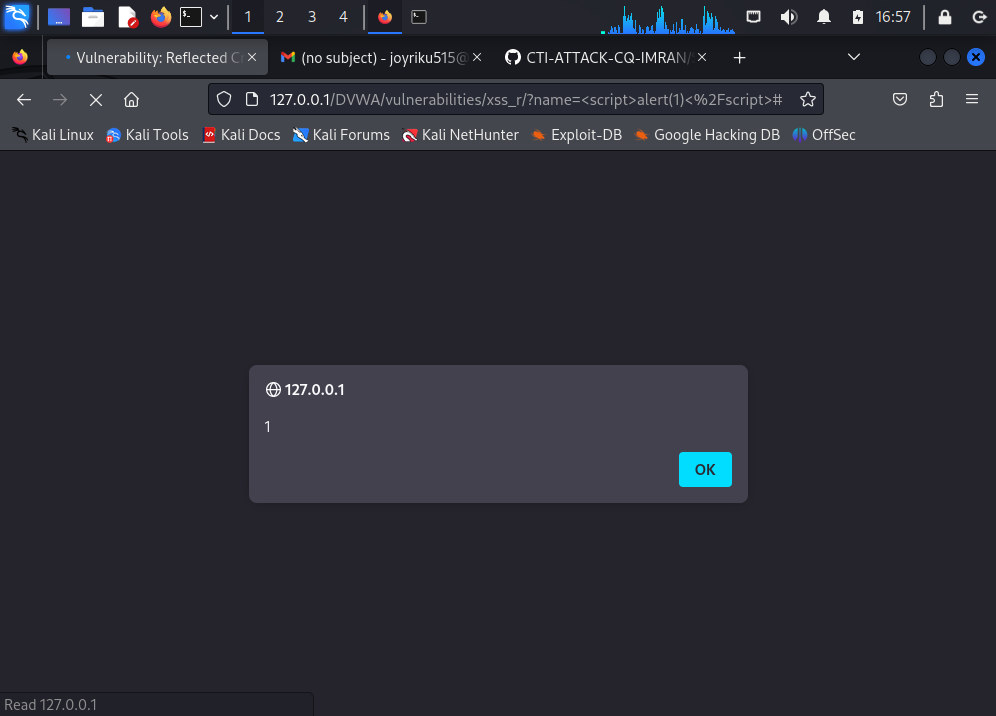 1 2 3 4 16:57
Vulnerability: Reflected C (no subject) - joyriku515@ CTI-ATTACK-CQ-IMRAN/
127.0.0.1/DVWA/vulnerabilities/xss_r/?name=<script>alert(1)<%2Fscript>#
Kali Linux Kali Tools Kali Docs Kali Forums Kali NetHunter Exploit-DB Google Hacking DB OffSec
127.0.0.1
1
OK
Read 127.0.0.1